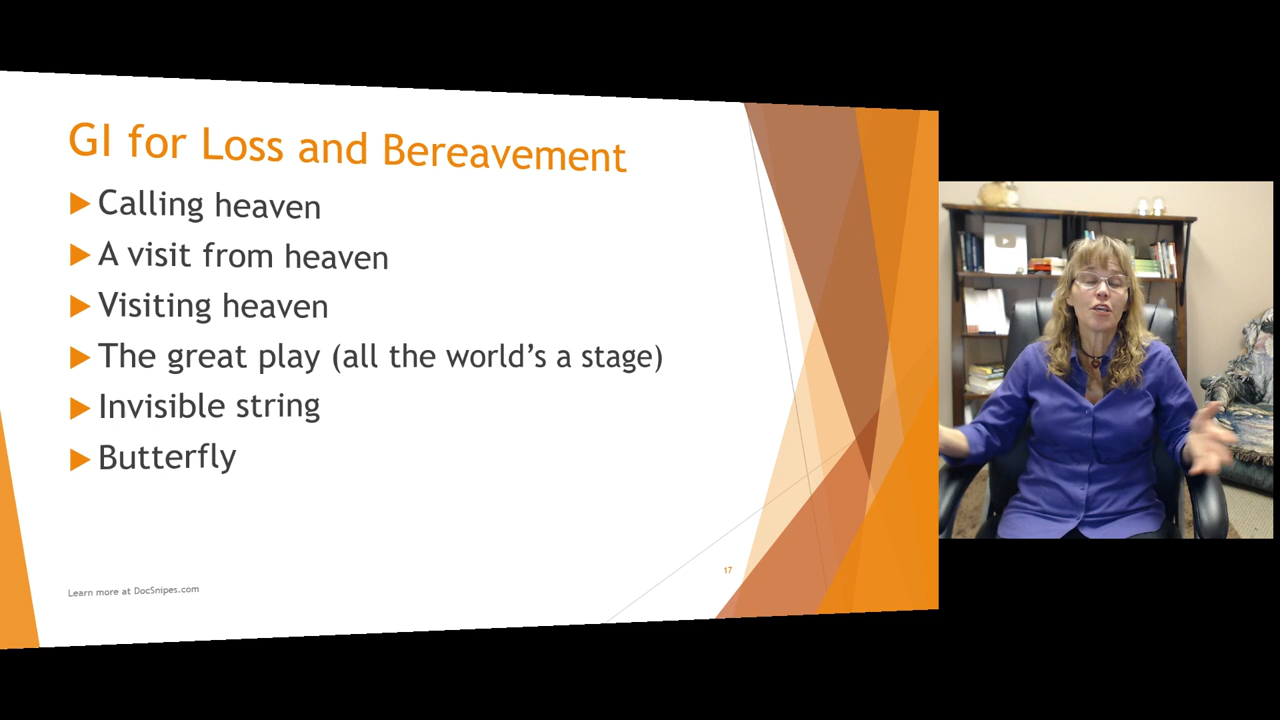 GI for Loss and Bereavement
Calling heaven
A visit from heaven
Visiting heaven
The great play (all the world's a stage)
Invisible string
Butterfly
17
Learn more at DocSnipes.com